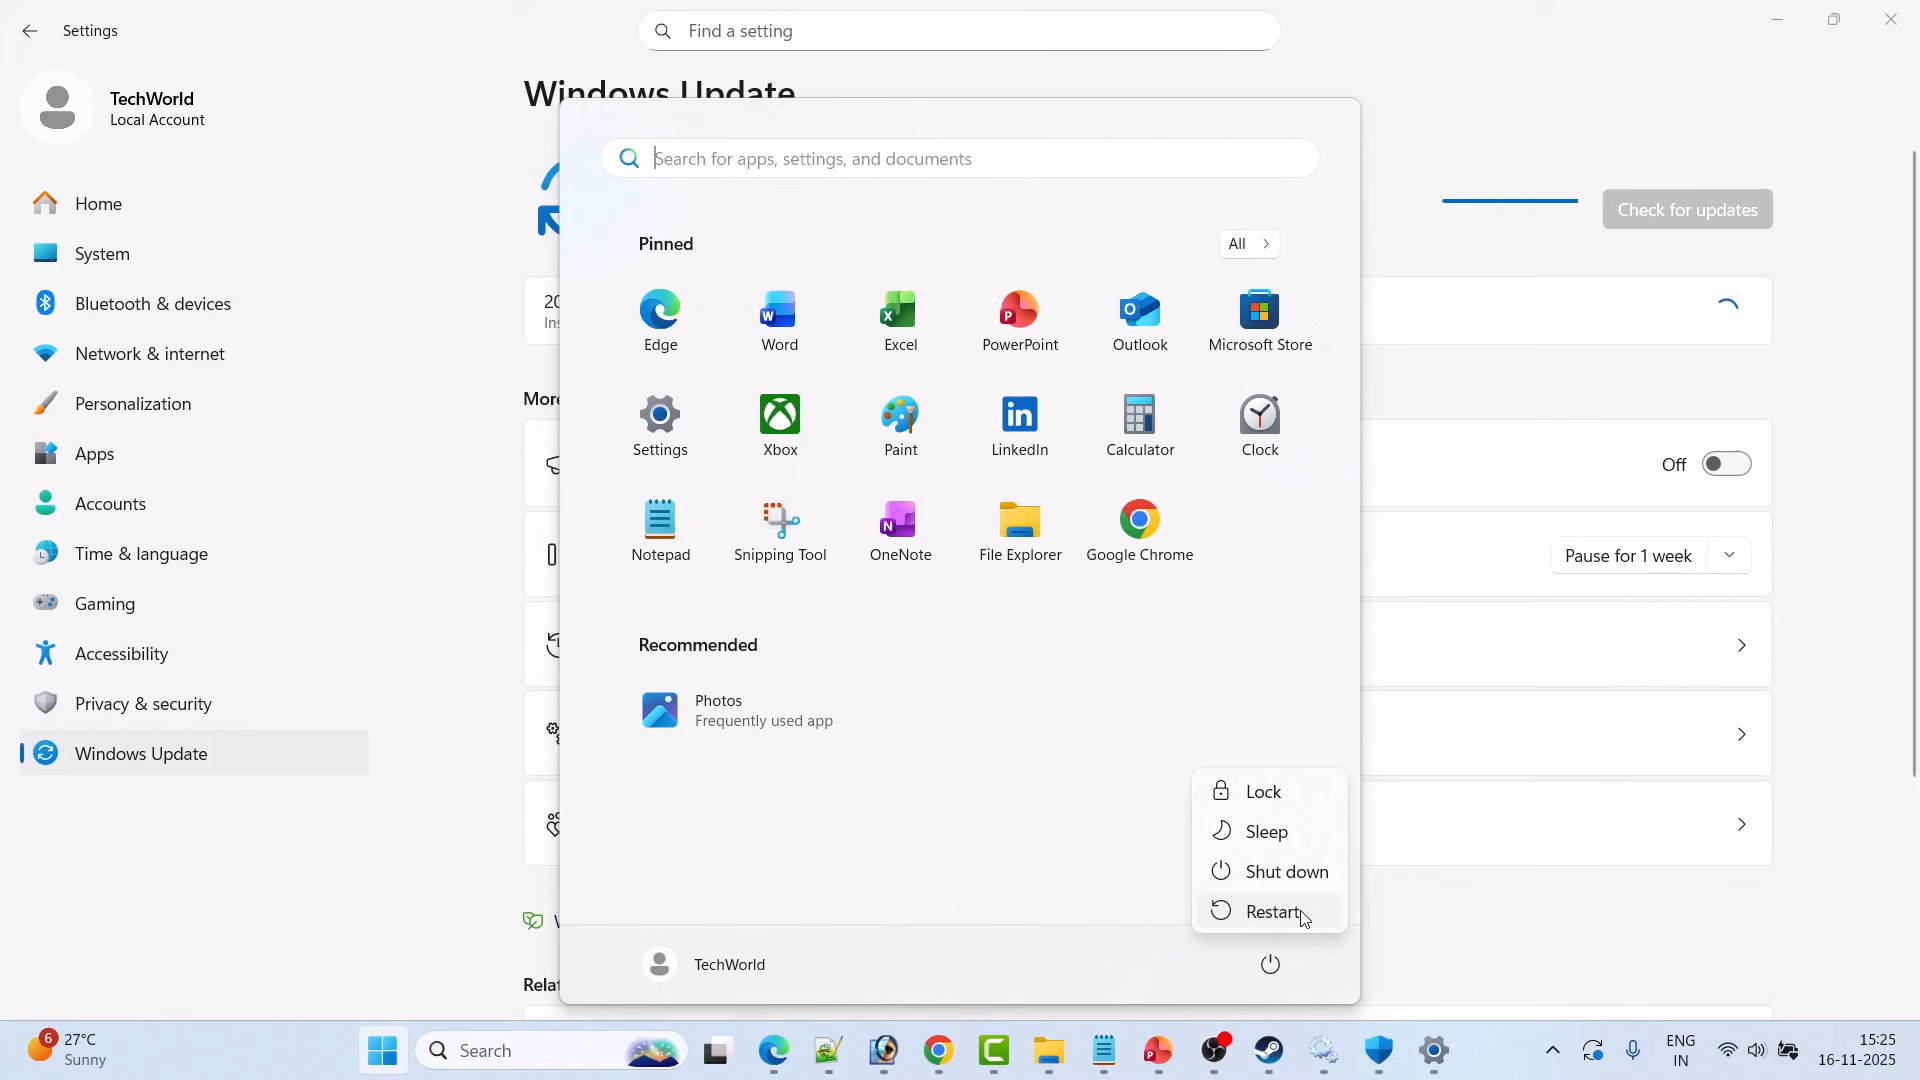 Settings
Find a setting
TechWorld
Local Account
Home
System
Bluetooth & devices
Network & internet
Personalization
Apps
Accounts
Time & language
Gaming
Accessibility
Privacy & security
Windows Update
Windows Update
Check for updates
Off
Pause for 1 week
Search for apps, settings, and documents
Pinned
All
Edge
Word
Excel
PowerPoint
Outlook
Microsoft Store
Settings
Xbox
Paint
LinkedIn
Calculator
Clock
Notepad
Snipping Tool
OneNote
File Explorer
Google Chrome
Recommended
Photos
Frequently used app
Lock
Sleep
Shut down
Restart
TechWorld
6
27°C
Sunny
Search
ENG
IN
15:25
16-11-2025